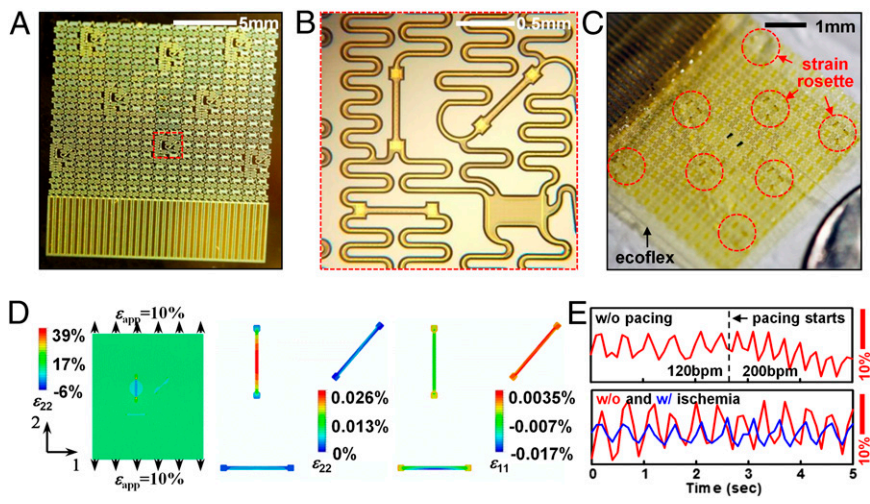 A
5mm
B
0.5mm
C
1mm
strain
rosette
ecoflex
D
εapp=10%
39%
17%
-6%
ε22
2
1
εapp=10%
0.026%
0.013%
0%
ε22
0.0035%
-0.007%
-0.017%
ε11
E
w/o pacing
pacing starts
120bpm
200bpm
10%
w/o and w/ ischemia
10%
0 1 2 3 4 5
Time (sec)